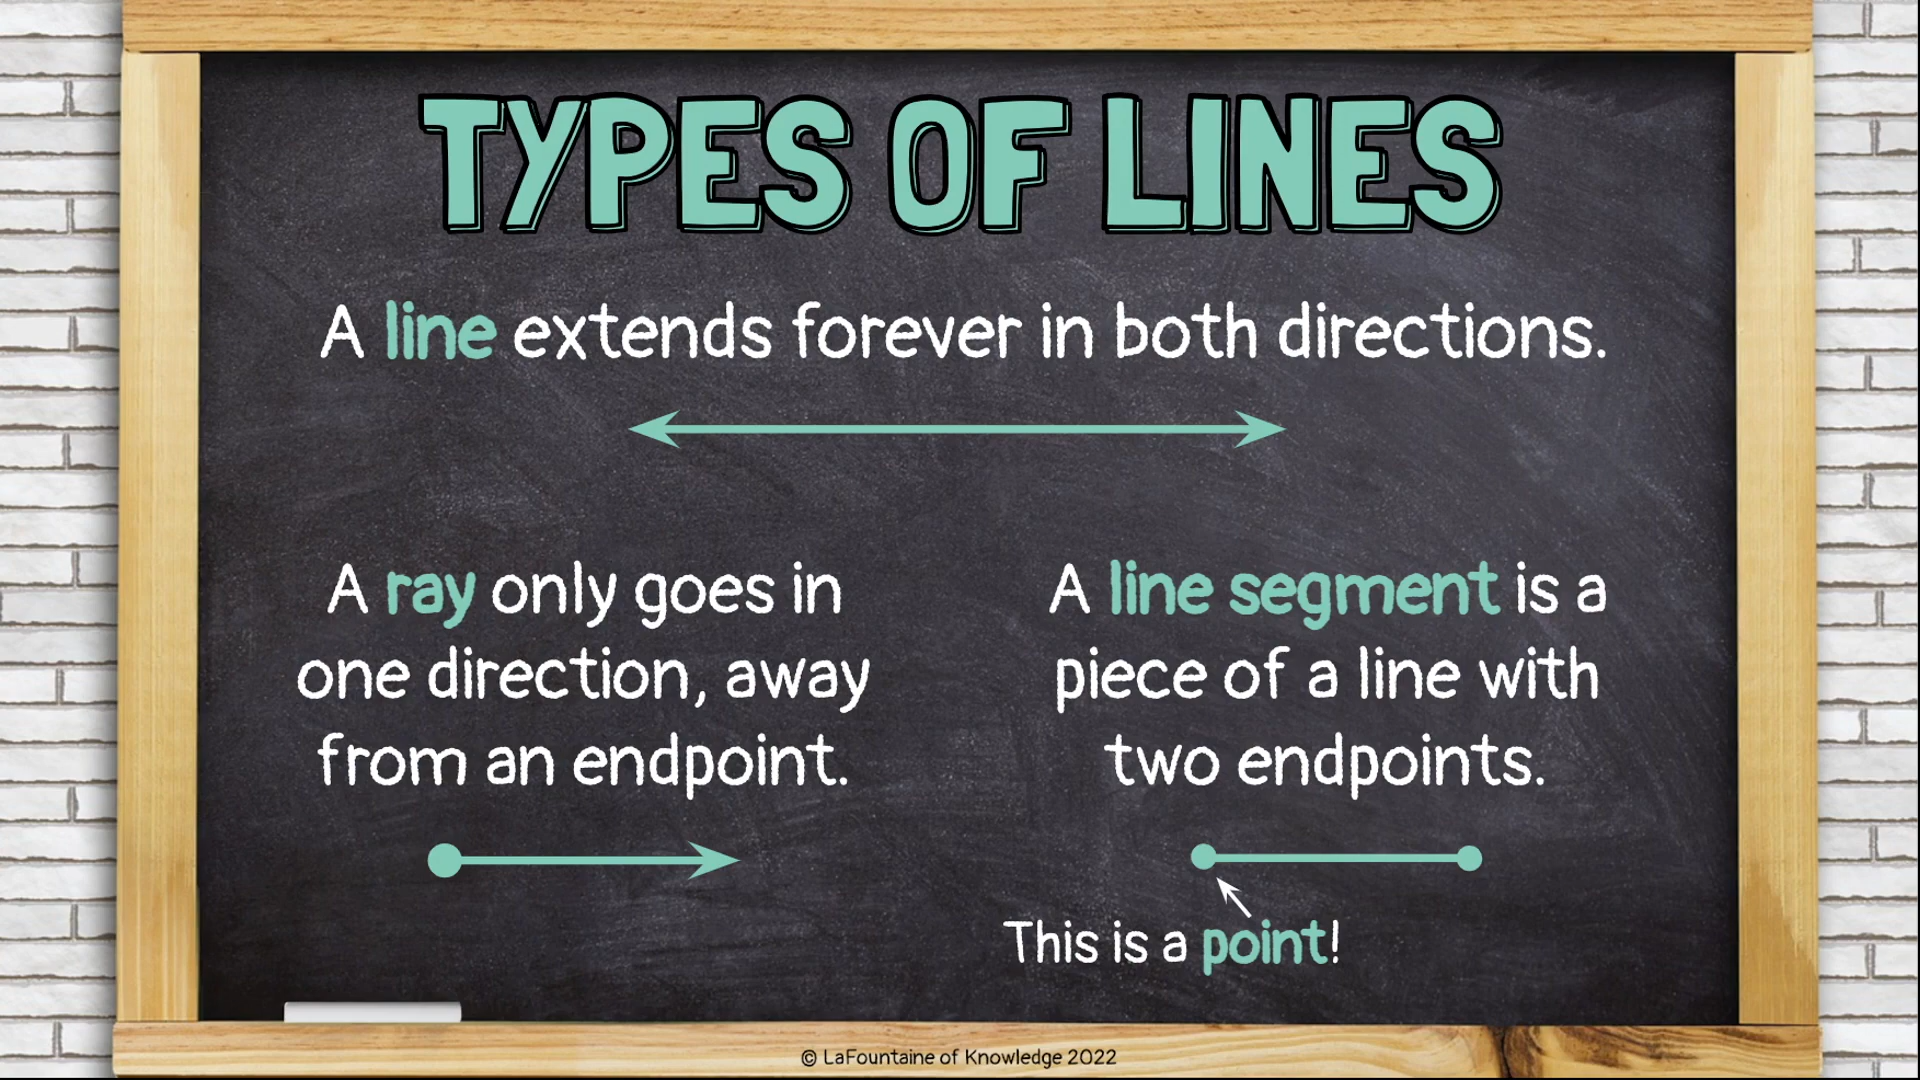 TYPES OF LINES
A line extends forever in both directions.
A ray only goes in
one direction, away
from an endpoint.
A line segment is a
piece of a line with
two endpoints.
This is a point!
© LaFountaine of Knowledge 2022